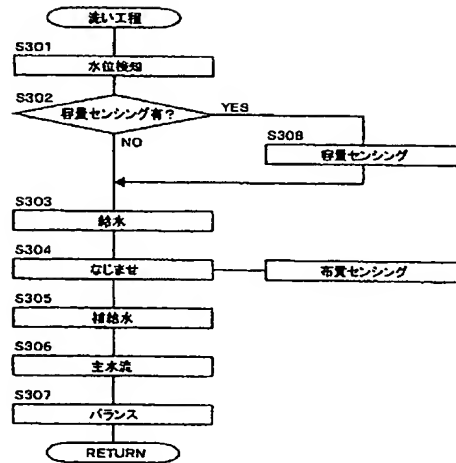 洗い工程
S301
水位検知
S302
容量センシング有?
YES
NO
S308
容量センシング
S303
給水
S304
なじませ
布質センシング
S305
補給水
S306
主水流
S307
バランス
RETURN